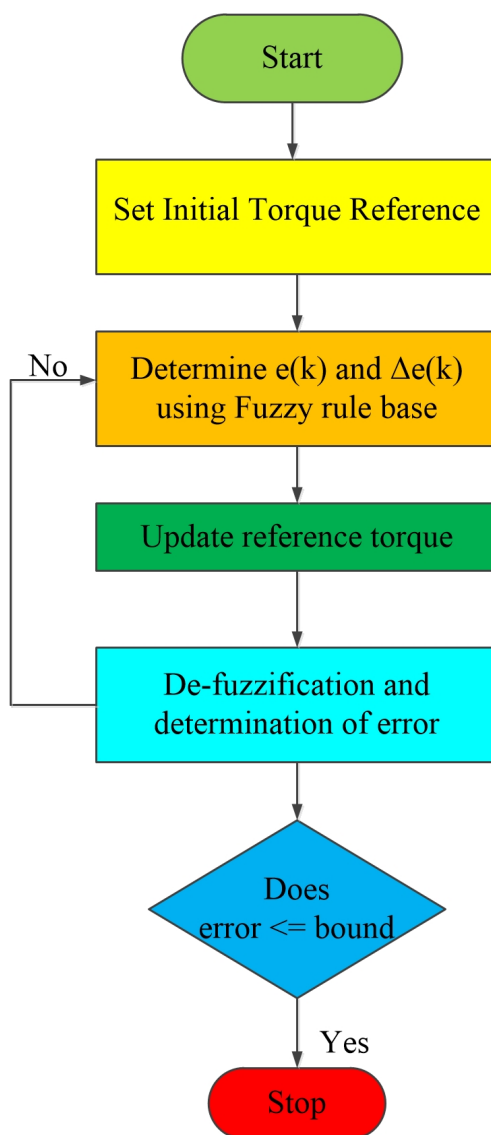 Start
Set Initial Torque Reference
No
Determine e(k) and Δe(k)
using Fuzzy rule base
Update reference torque
De-fuzzification and
determination of error
Does
error <= bound
Yes
Stop